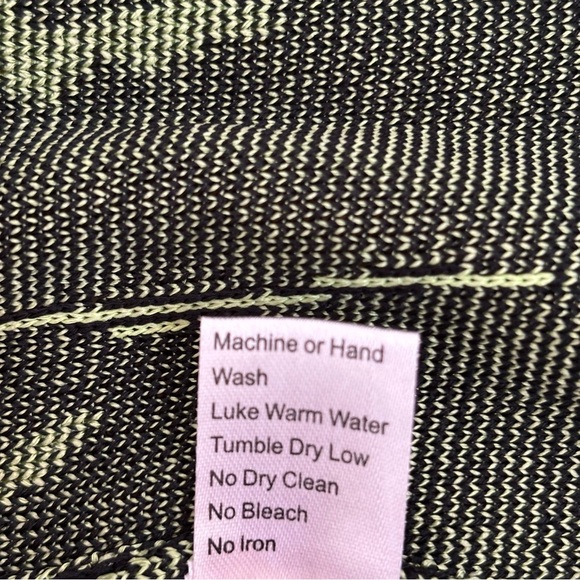 Machine or Hand
Wash
Luke Warm Water
Tumble Dry Low
No Dry Clean
No Bleach
No Iron